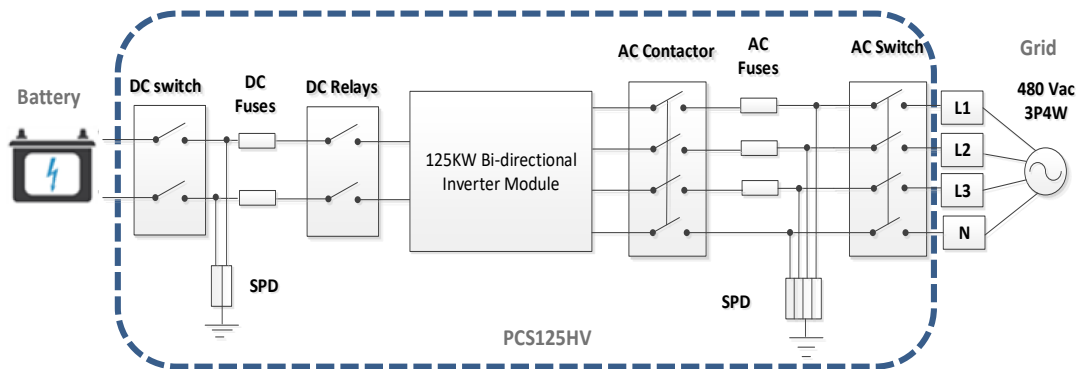 Battery
DC switch
DC
Fuses
DC Relays
125KW Bi-directional
Inverter Module
AC Contactor
AC
Fuses
AC Switch
Grid
480 Vac
3P4W
L1
L2
L3
N
SPD
SPD
PCS125HV